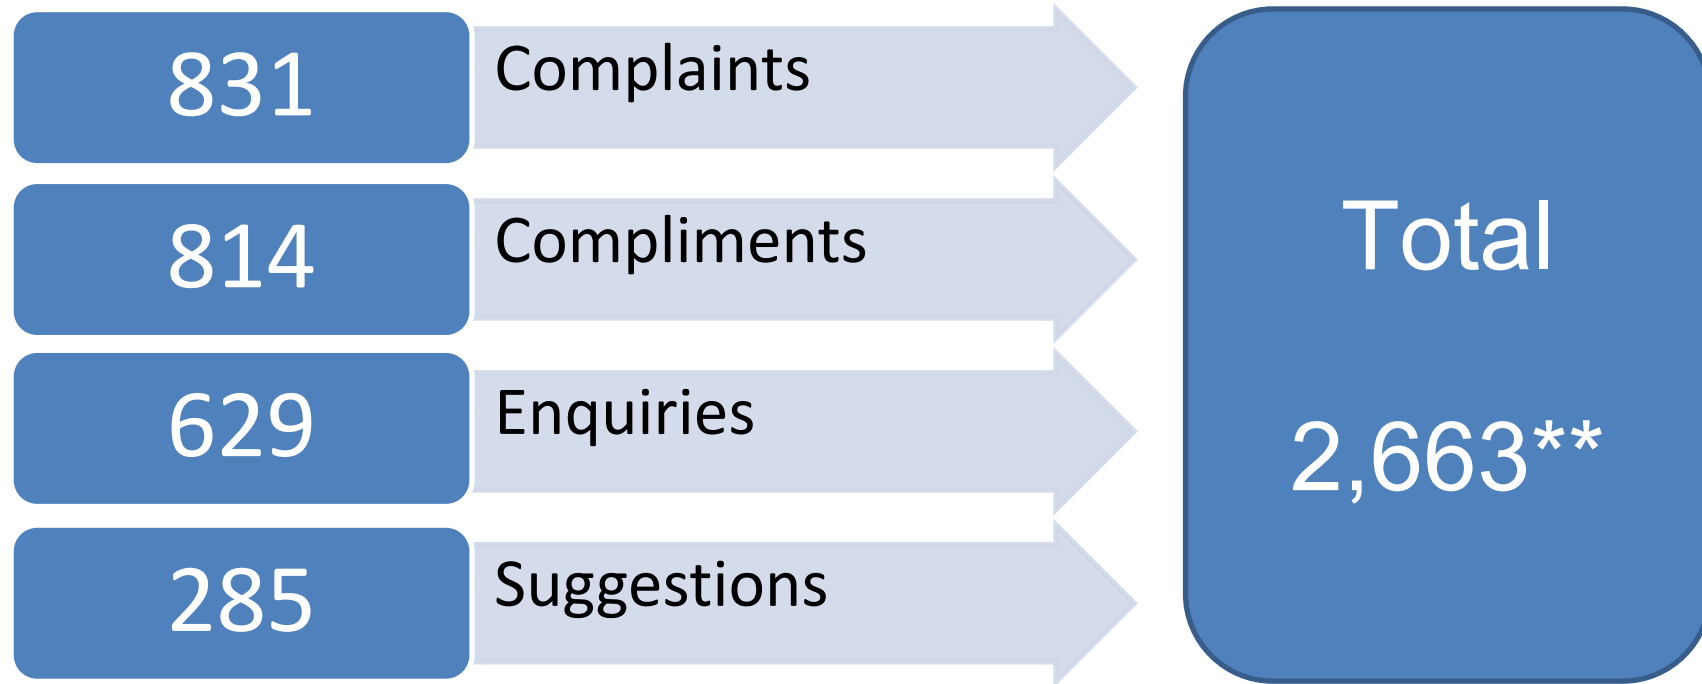 831
Complaints
814
Compliments
629
Enquiries
285
Suggestions
Total
2,663**